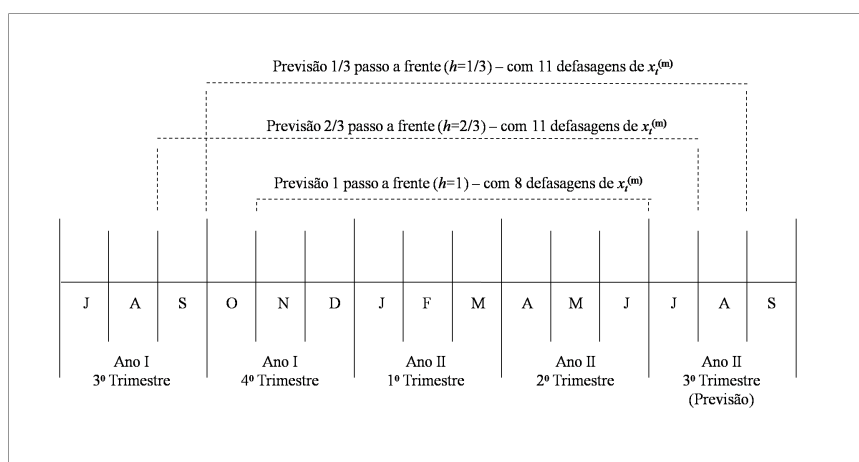 Previsão 1/3 passo a frente (h=1/3) – com 11 defasagens de xₜ⁽ᵐ⁾
Previsão 2/3 passo a frente (h=2/3) – com 11 defasagens de xₜ⁽ᵐ⁾
Previsão 1 passo a frente (h=1) – com 8 defasagens de xₜ⁽ᵐ⁾
J A S O N D J F M A M J J A S
Ano I Ano I Ano II Ano II Ano II
3º Trimestre 4º Trimestre 1º Trimestre 2º Trimestre 3º Trimestre
(Previsão)